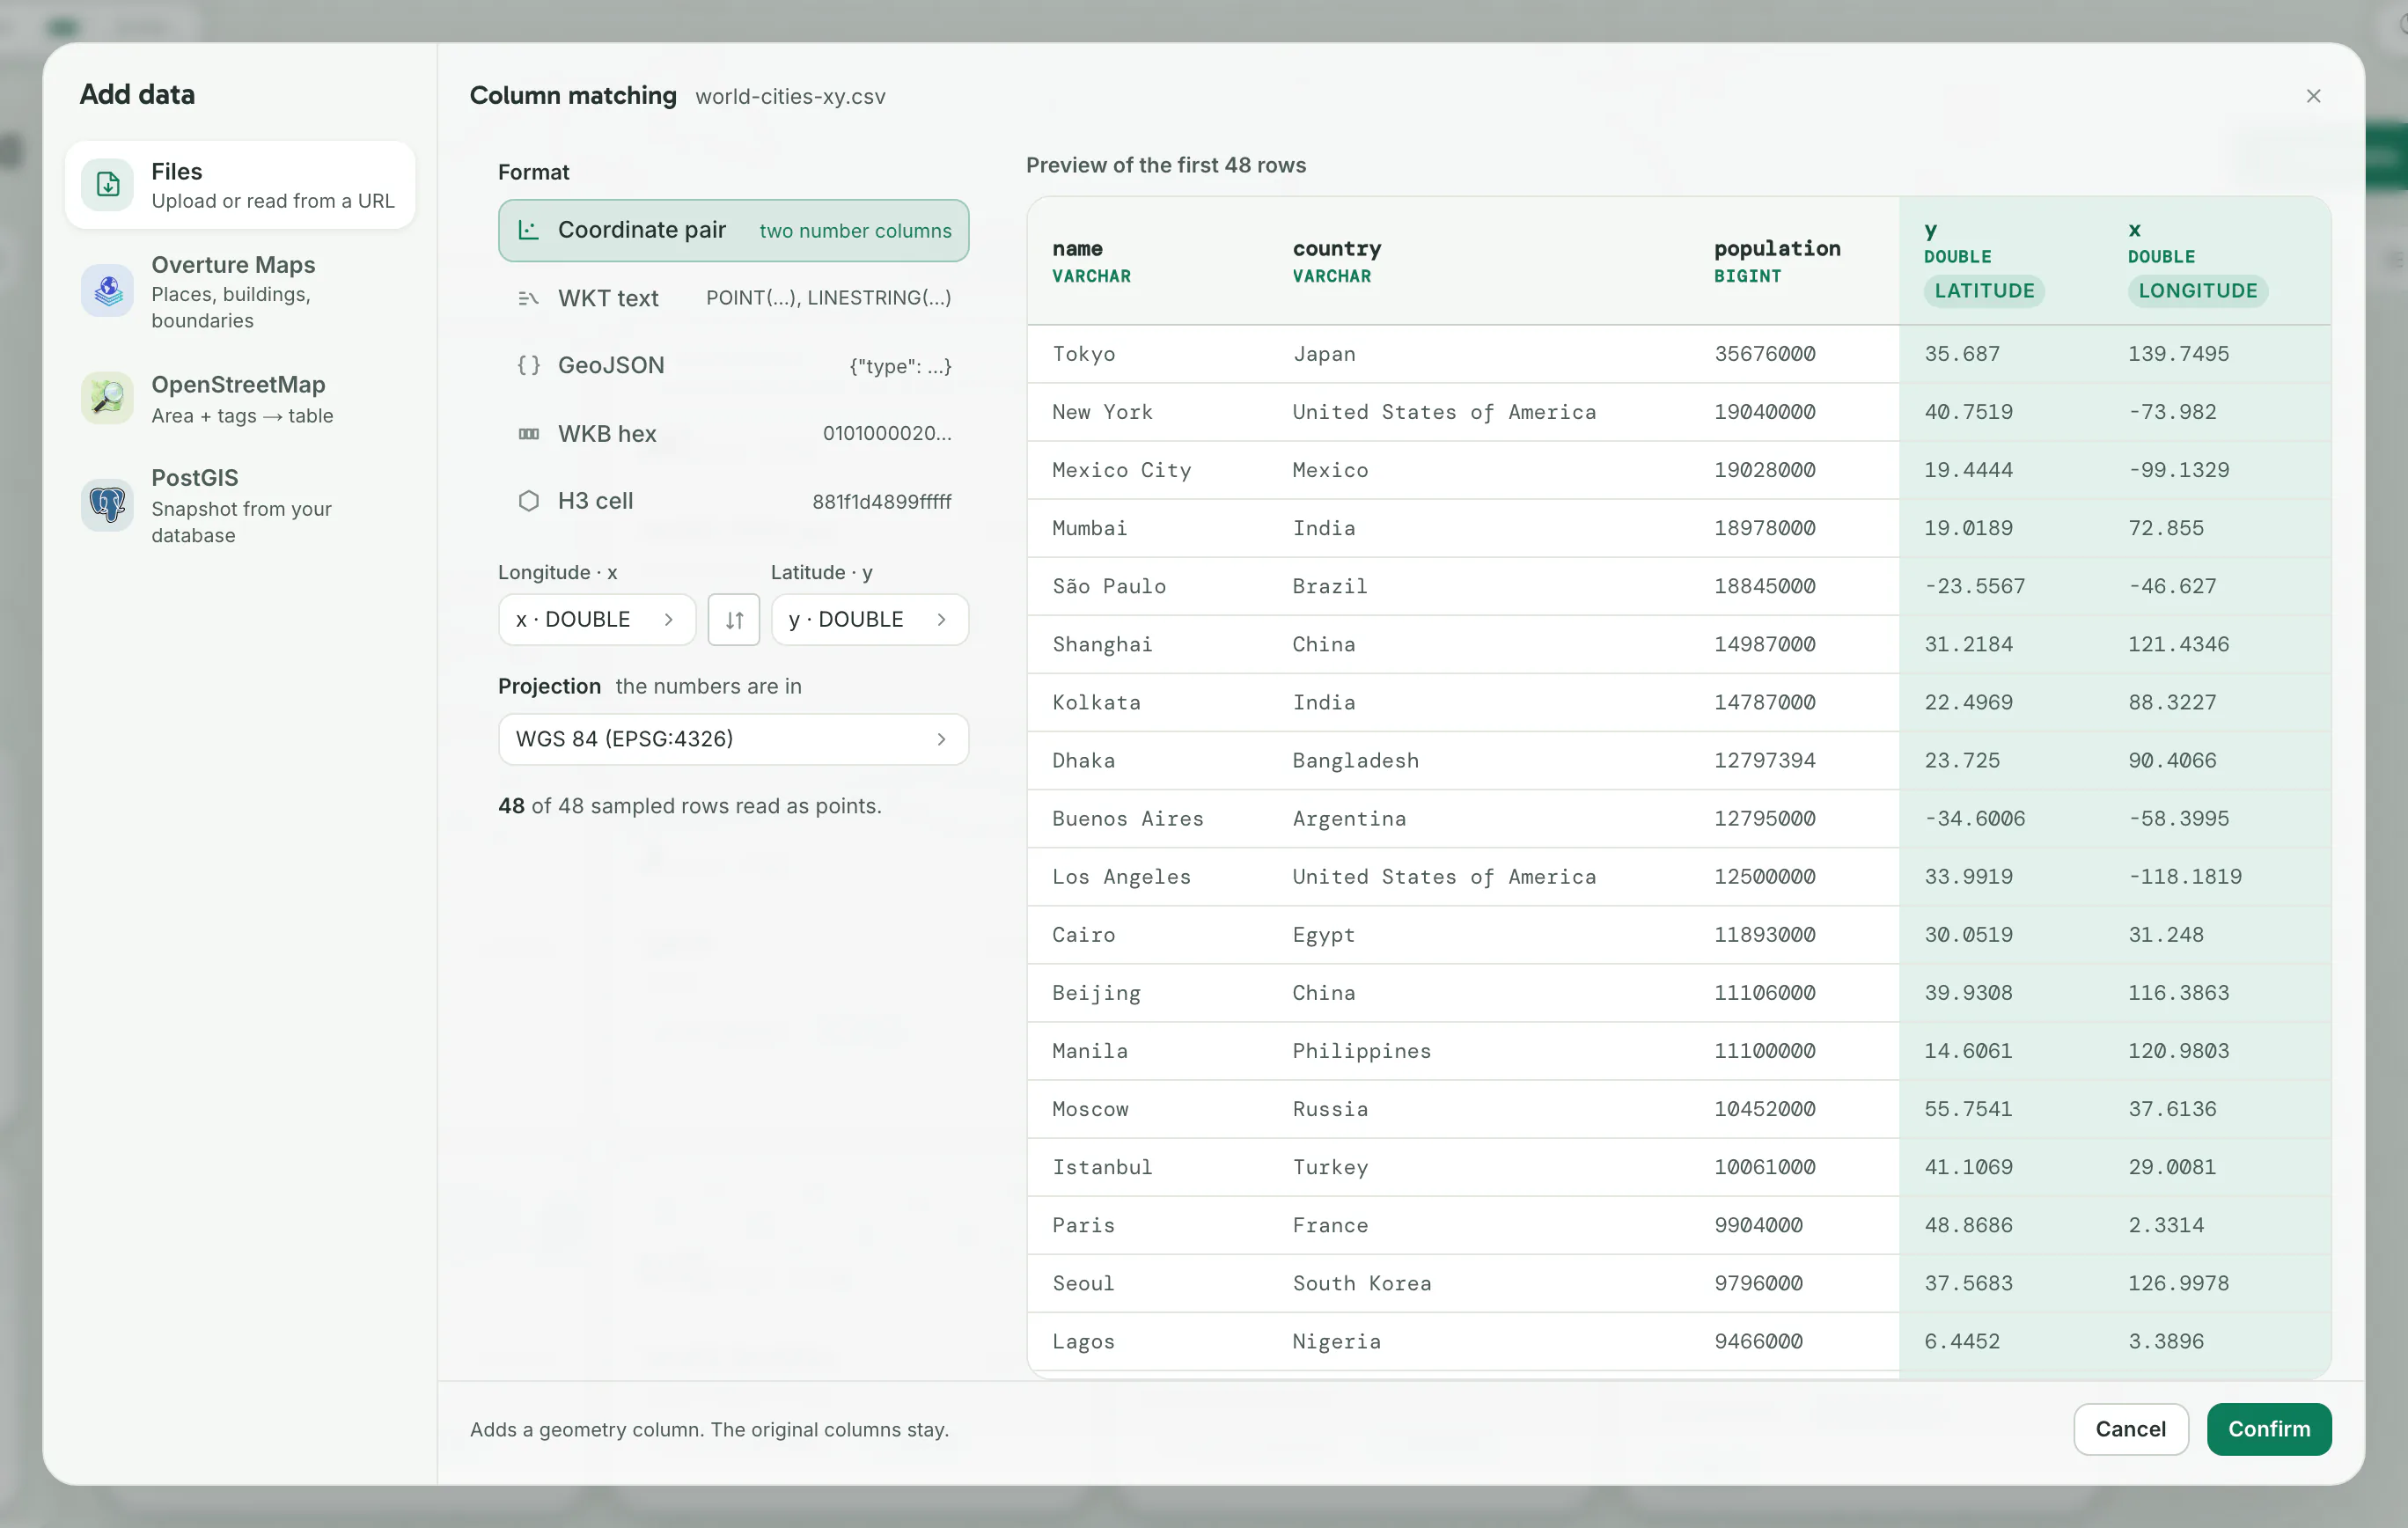 Add data
Files
Upload or read from a URL
Overture Maps
Places, buildings,
boundaries
OpenStreetMap
Area + tags → table
PostGIS
Snapshot from your
database
Column matching world-cities-xy.csv
Format
Coordinate pair two number columns
WKT text POINT(...), LINESTRING(...)
GeoJSON {"type": ...}
WKB hex 0101000020...
H3 cell 881f1d4899fffff
Longitude · x Latitude · y
x · DOUBLE y · DOUBLE
Projection the numbers are in
WGS 84 (EPSG:4326)
48 of 48 sampled rows read as points.
Preview of the first 48 rows
name country population y x
VARCHAR VARCHAR BIGINT DOUBLE DOUBLE
LATITUDE LONGITUDE
Tokyo Japan 35676000 35.687 139.7495
New York United States of America 19040000 40.7519 -73.982
Mexico City Mexico 19028000 19.4444 -99.1329
Mumbai India 18978000 19.0189 72.855
São Paulo Brazil 18845000 -23.5567 -46.627
Shanghai China 14987000 31.2184 121.4346
Kolkata India 14787000 22.4969 88.3227
Dhaka Bangladesh 12797394 23.725 90.4066
Buenos Aires Argentina 12795000 -34.6006 -58.3995
Los Angeles United States of America 12500000 33.9919 -118.1819
Cairo Egypt 11893000 30.0519 31.248
Beijing China 11106000 39.9308 116.3863
Manila Philippines 11100000 14.6061 120.9803
Moscow Russia 10452000 55.7541 37.6136
Istanbul Turkey 10061000 41.1069 29.0081
Paris France 9904000 48.8686 2.3314
Seoul South Korea 9796000 37.5683 126.9978
Lagos Nigeria 9466000 6.4452 3.3896
Adds a geometry column. The original columns stay.
Cancel Confirm